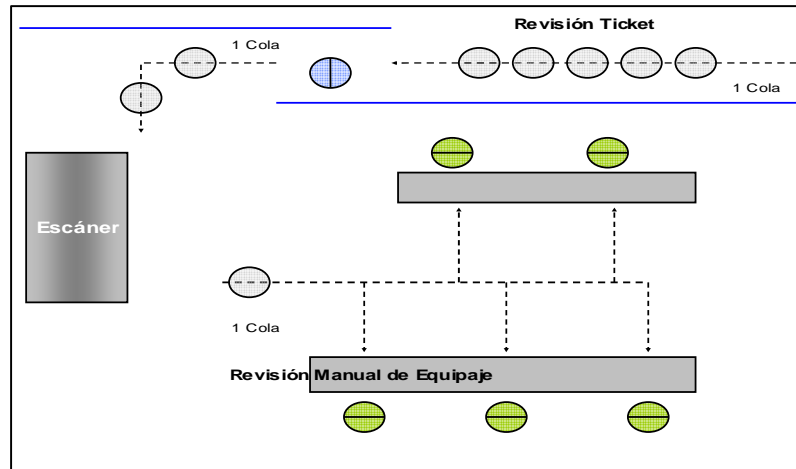 Revisión Ticket
1 Cola
1 Cola
Escáner
1 Cola
Revisión Manual de Equipaje